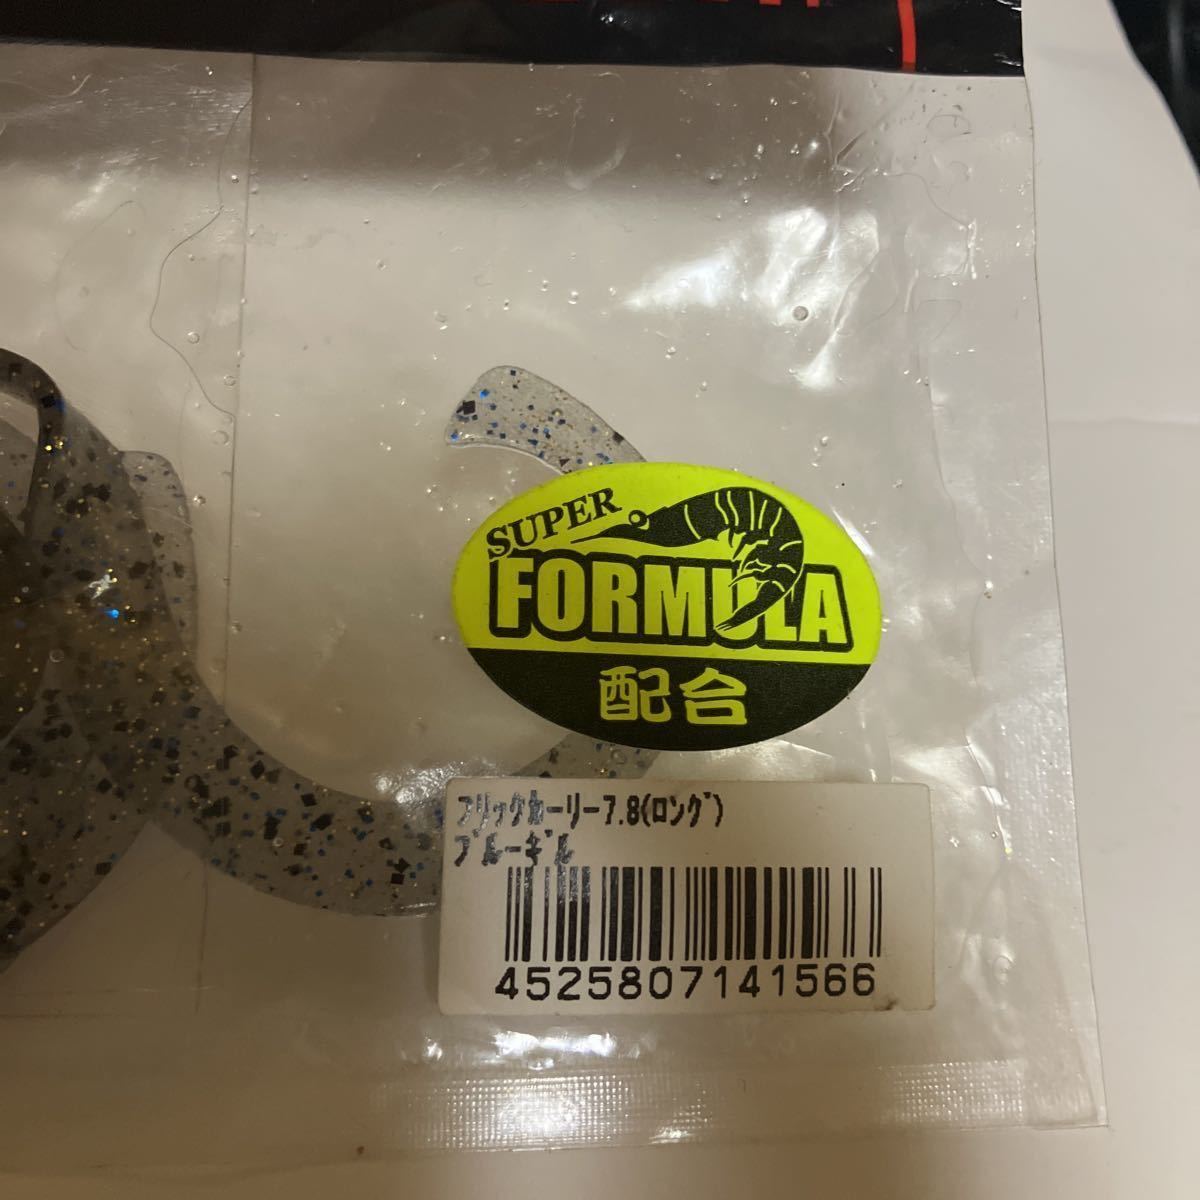 SUPER
FORMULA
配合
フリックカーリー7.8(ﾛﾝｸﾞ)
ﾌﾞﾙｰｷﾞﾙ
4525807141566